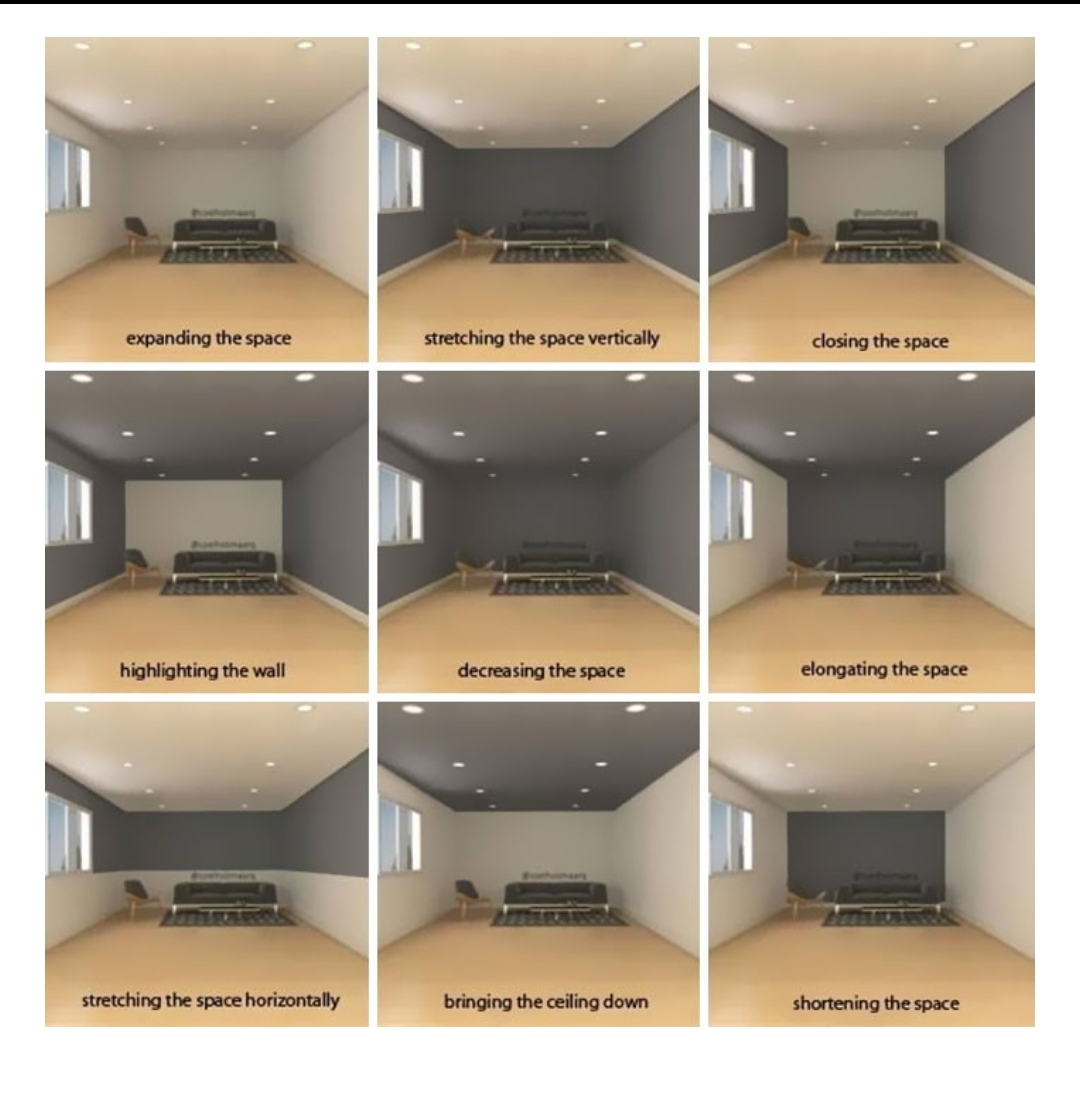 expanding the space
stretching the space vertically
closing the space
highlighting the wall
decreasing the space
elongating the space
stretching the space horizontally
bringing the ceiling down
shortening the space